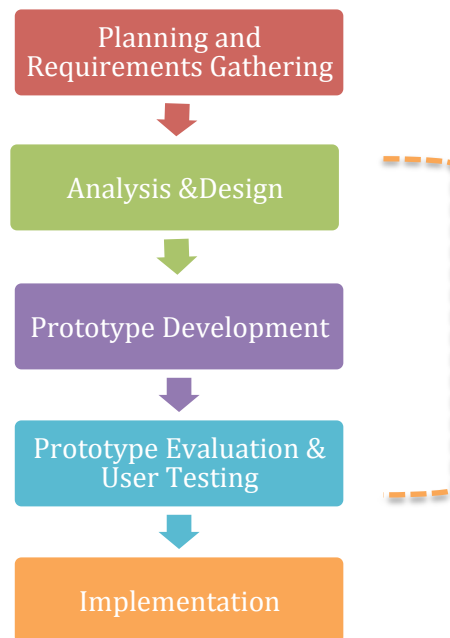 Planning and
Requirements Gathering
Analysis &Design
Prototype Development
Prototype Evaluation &
User Testing
Implementation